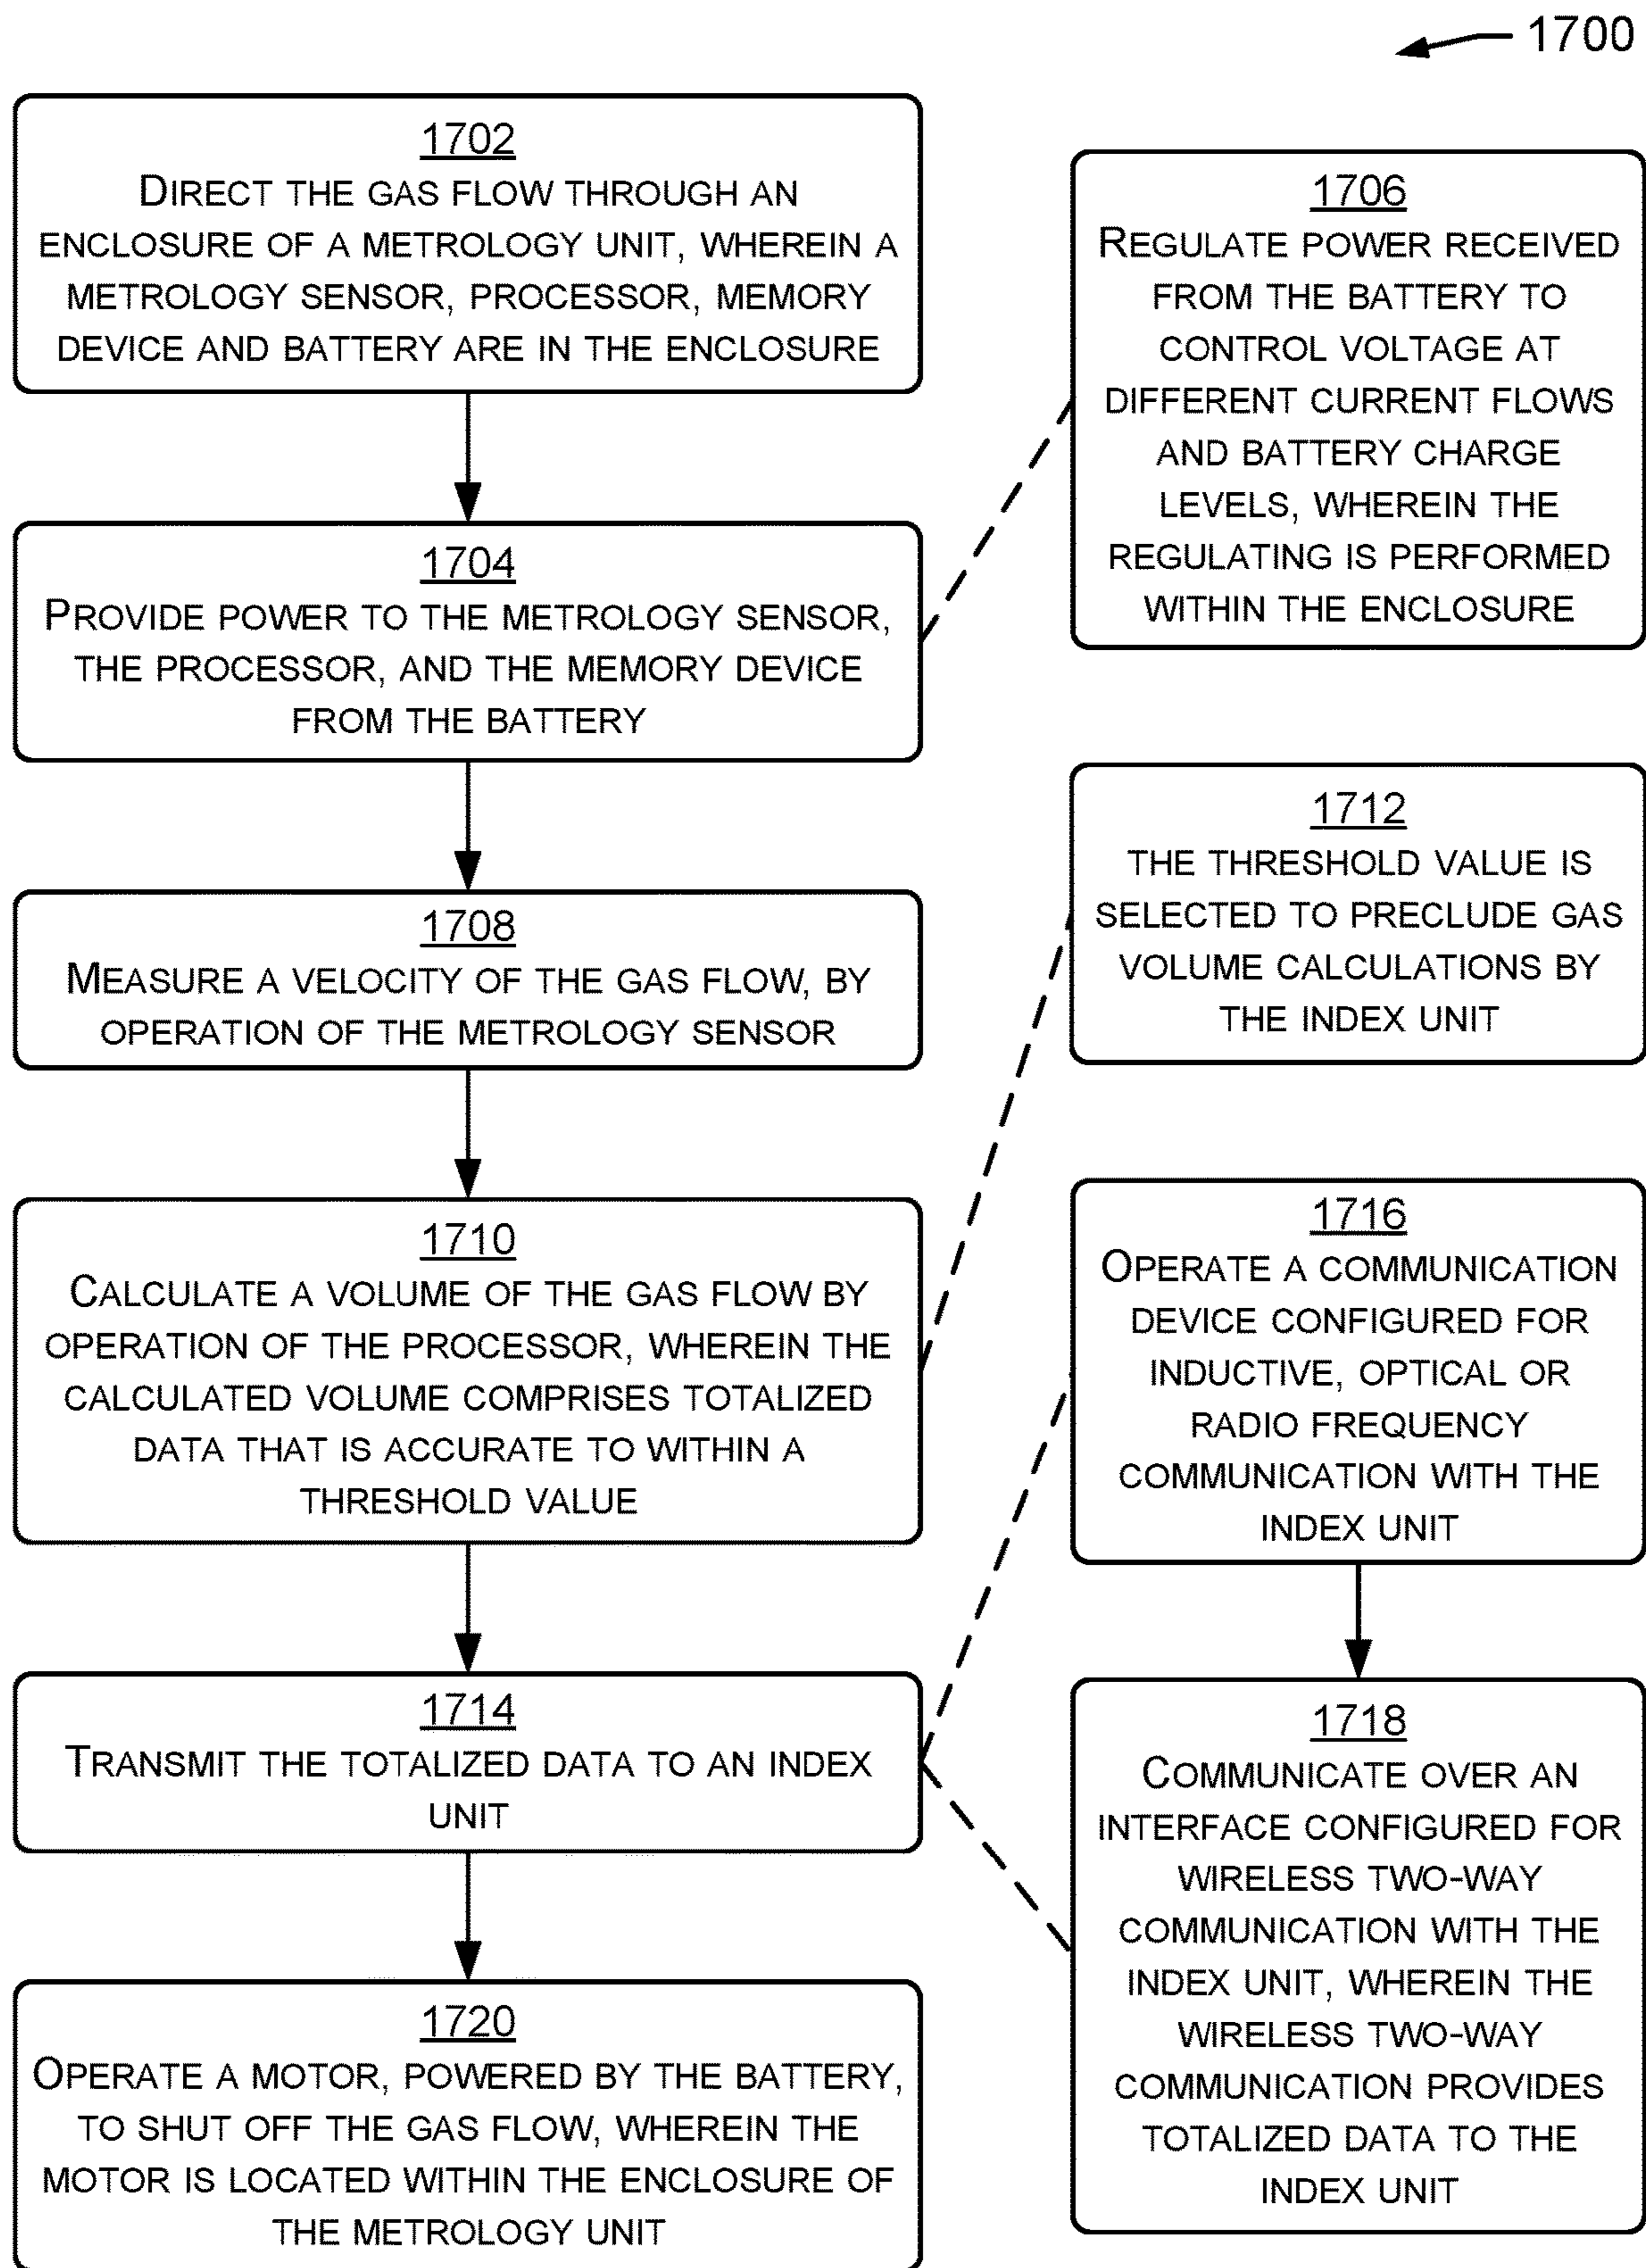 1700
1702
DIRECT THE GAS FLOW THROUGH AN
ENCLOSURE OF A METROLOGY UNIT, WHEREIN A
METROLOGY SENSOR, PROCESSOR, MEMORY
DEVICE AND BATTERY ARE IN THE ENCLOSURE
1704
PROVIDE POWER TO THE METROLOGY SENSOR,
THE PROCESSOR, AND THE MEMORY DEVICE
FROM THE BATTERY
1706
REGULATE POWER RECEIVED
FROM THE BATTERY TO
CONTROL VOLTAGE AT
DIFFERENT CURRENT FLOWS
AND BATTERY CHARGE
LEVELS, WHEREIN THE
REGULATING IS PERFORMED
WITHIN THE ENCLOSURE
1708
MEASURE A VELOCITY OF THE GAS FLOW, BY
OPERATION OF THE METROLOGY SENSOR
1710
CALCULATE A VOLUME OF THE GAS FLOW BY
OPERATION OF THE PROCESSOR, WHEREIN THE
CALCULATED VOLUME COMPRISES TOTALIZED
DATA THAT IS ACCURATE TO WITHIN A
THRESHOLD VALUE
1712
THE THRESHOLD VALUE IS
SELECTED TO PRECLUDE GAS
VOLUME CALCULATIONS BY
THE INDEX UNIT
1714
TRANSMIT THE TOTALIZED DATA TO AN INDEX
UNIT
1716
OPERATE A COMMUNICATION
DEVICE CONFIGURED FOR
INDUCTIVE, OPTICAL OR
RADIO FREQUENCY
COMMUNICATION WITH THE
INDEX UNIT
1718
COMMUNICATE OVER AN
INTERFACE CONFIGURED FOR
WIRELESS TWO-WAY
COMMUNICATION WITH THE
INDEX UNIT, WHEREIN THE
WIRELESS TWO-WAY
COMMUNICATION PROVIDES
TOTALIZED DATA TO THE
INDEX UNIT
1720
OPERATE A MOTOR, POWERED BY THE BATTERY,
TO SHUT OFF THE GAS FLOW, WHEREIN THE
MOTOR IS LOCATED WITHIN THE ENCLOSURE OF
THE METROLOGY UNIT